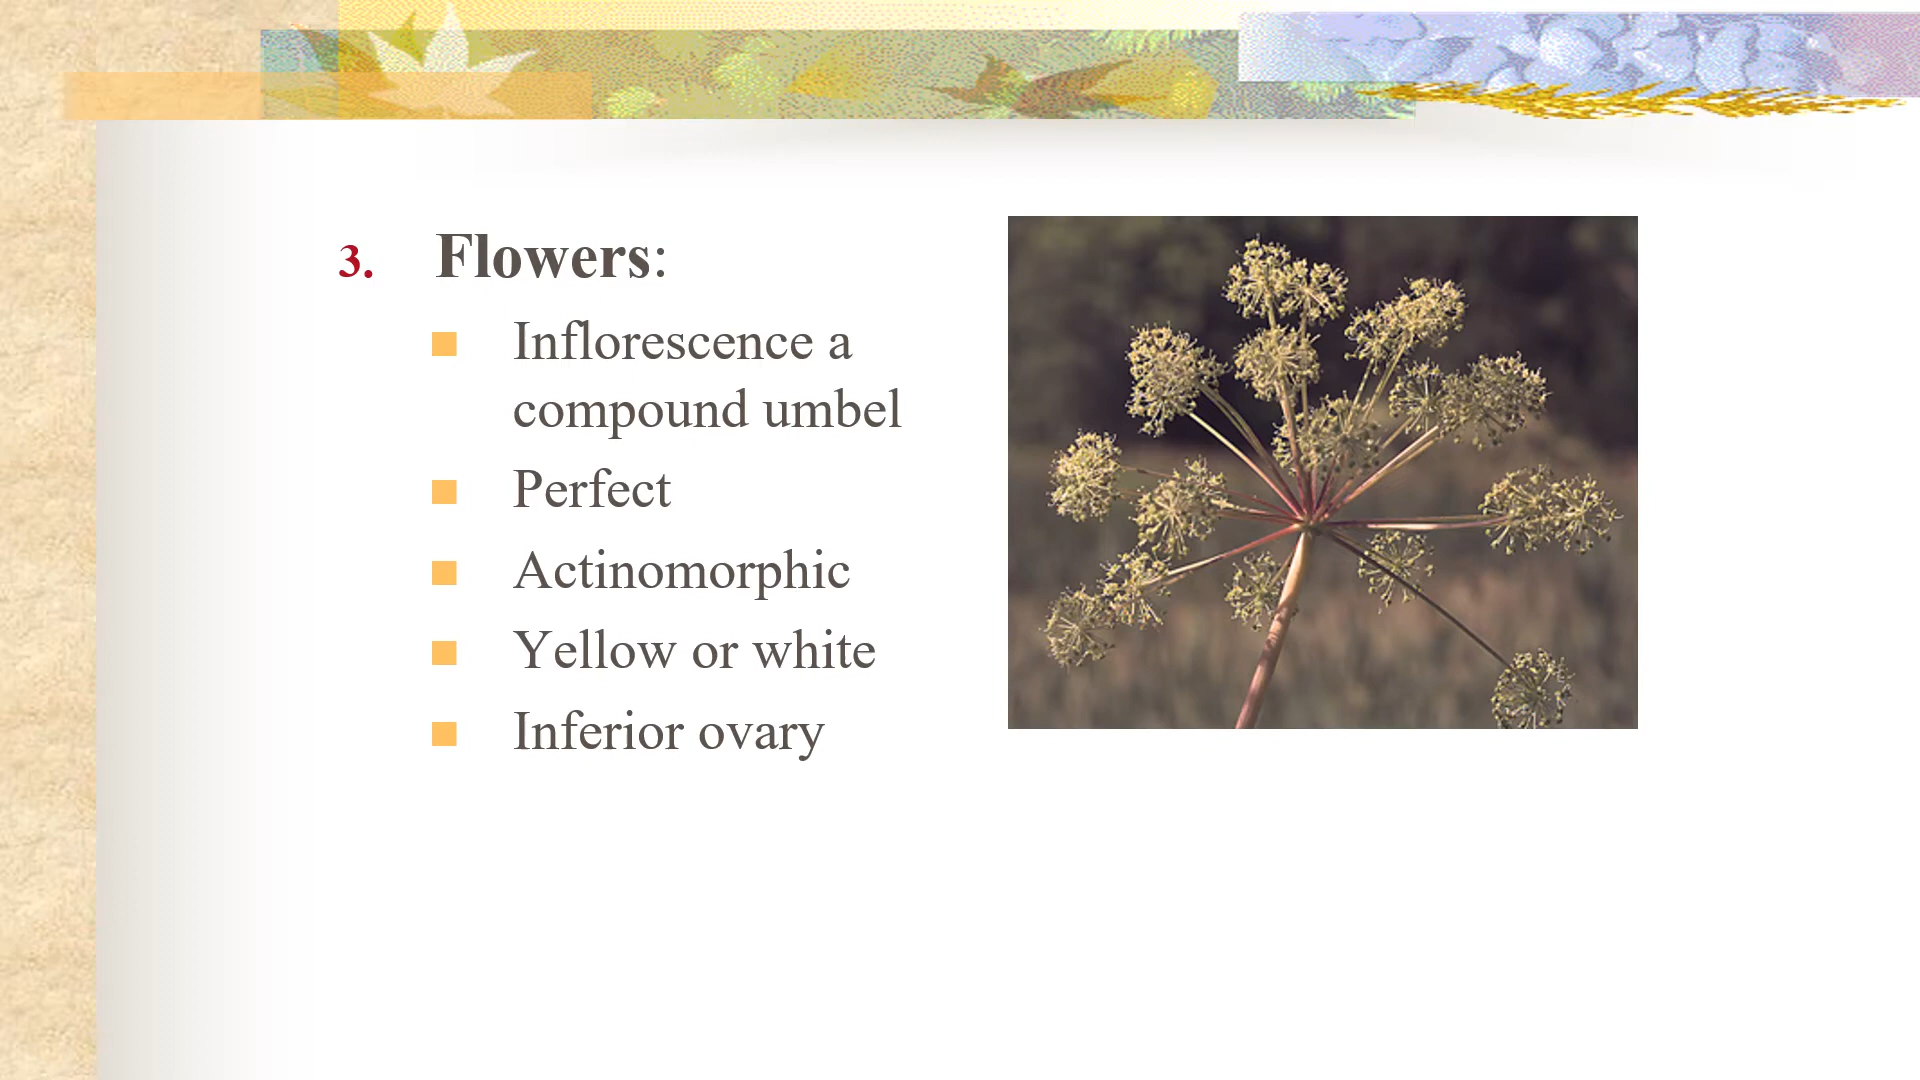 3. Flowers:
■ Inflorescence a
compound umbel
■ Perfect
■ Actinomorphic
■ Yellow or white
■ Inferior ovary